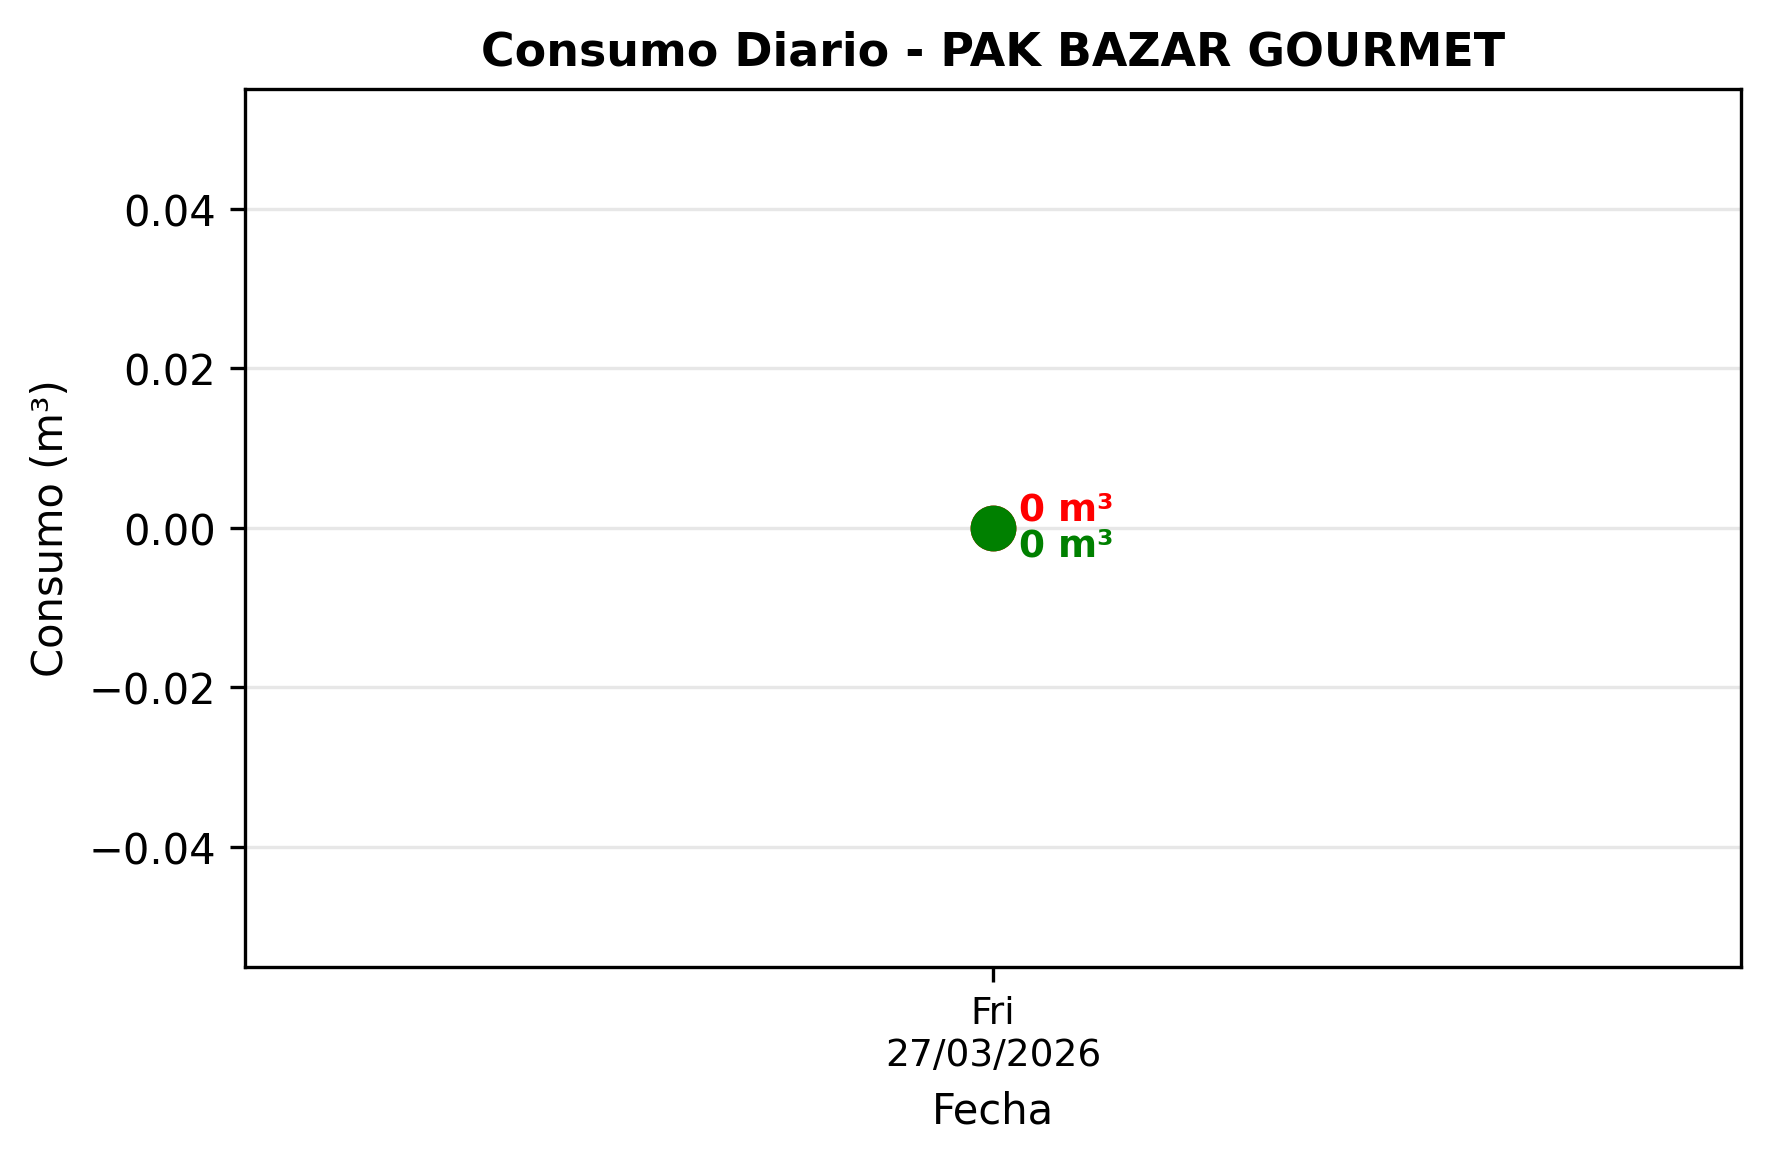 Consumo Diario - PAK BAZAR GOURMET
Consumo (m³)
0.04
0.02
0.00
−0.02
−0.04
0 m³
0 m³
Fri
27/03/2026
Fecha